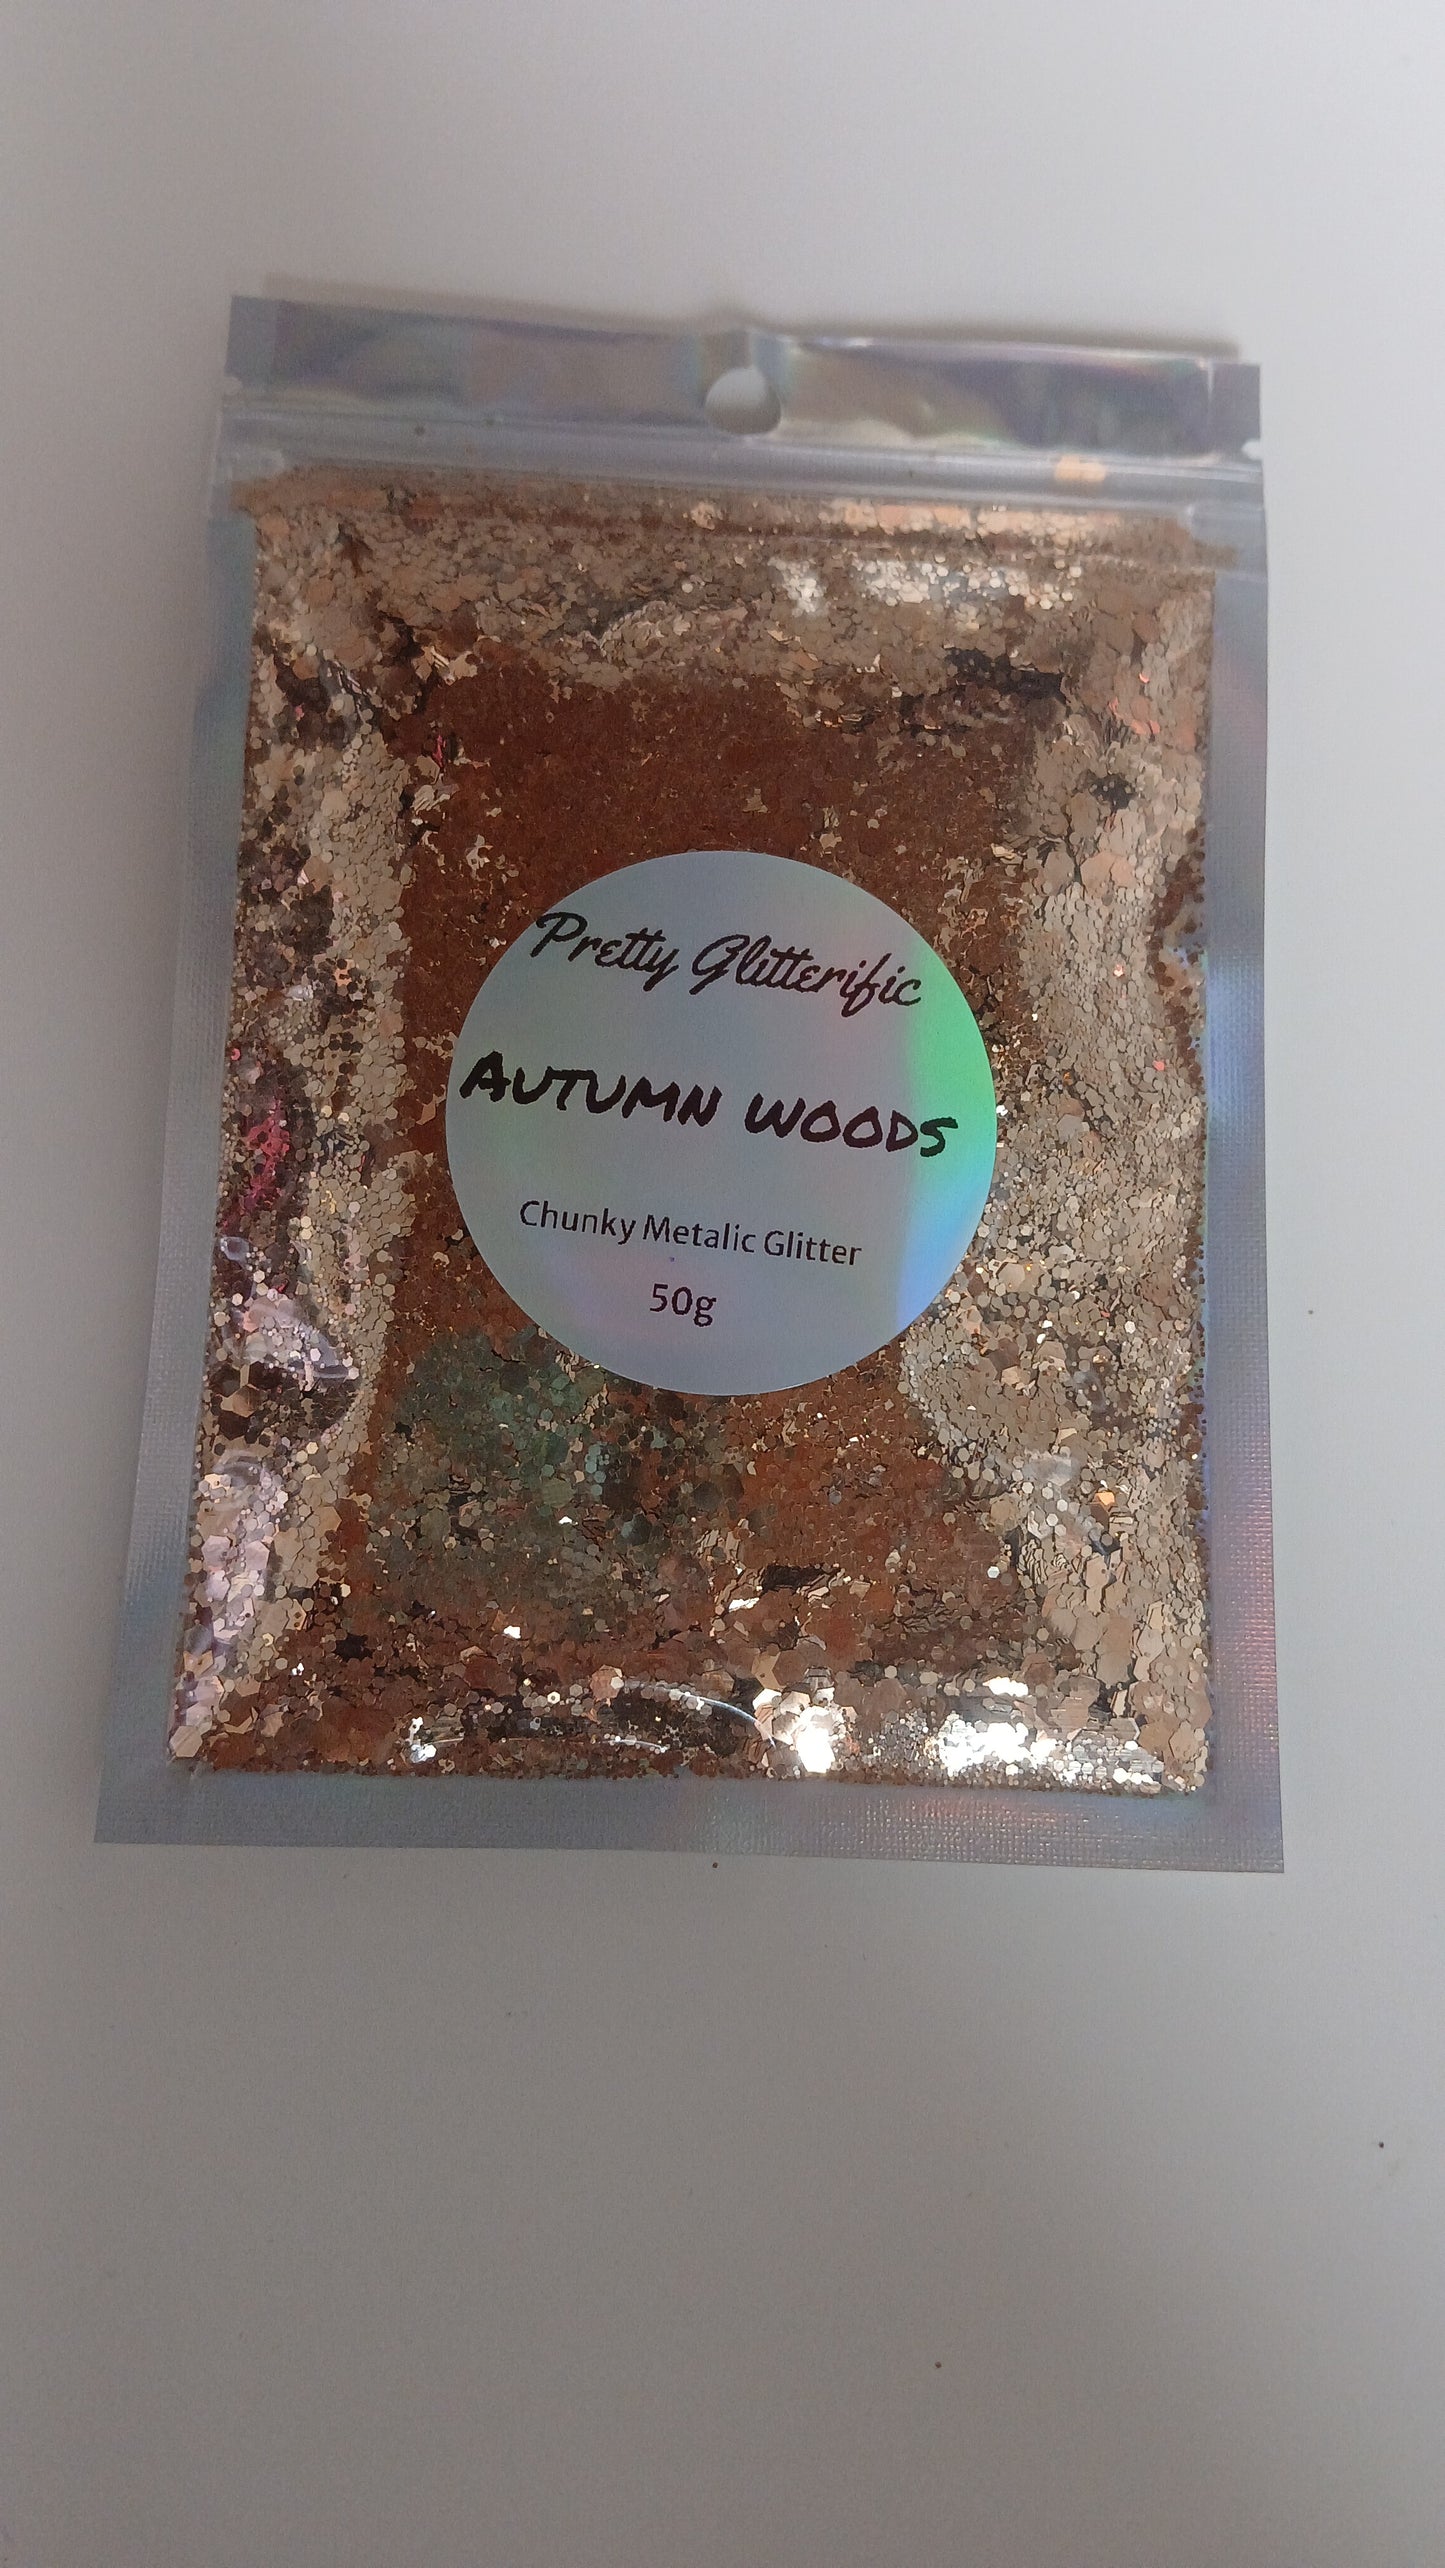 Pretty Glitterific
AUTUMN WOODS
Chunky Metalic Glitter
50g